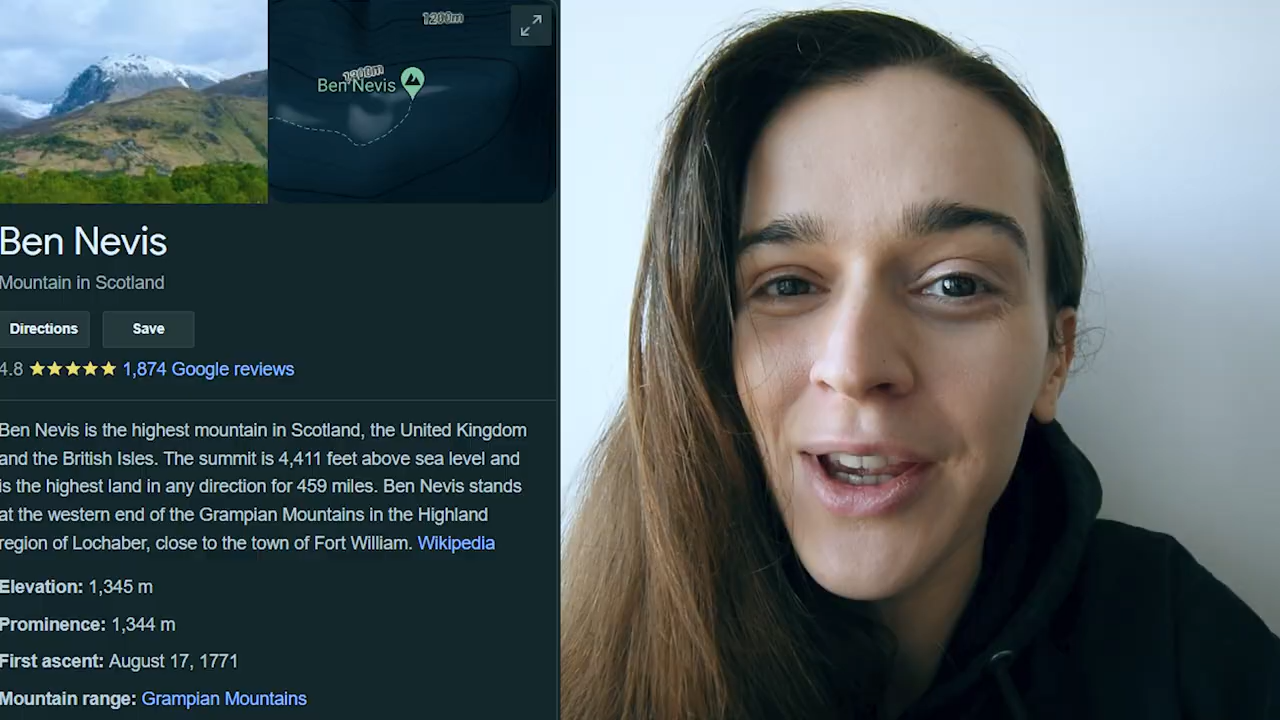 1200m
1300m
Ben Nevis
Ben Nevis
Mountain in Scotland
Directions
Save
4.8 1,874 Google reviews
Ben Nevis is the highest mountain in Scotland, the United Kingdom
and the British Isles. The summit is 4,411 feet above sea level and
is the highest land in any direction for 459 miles. Ben Nevis stands
at the western end of the Grampian Mountains in the Highland
region of Lochaber, close to the town of Fort William. Wikipedia
Elevation: 1,345 m
Prominence: 1,344 m
First ascent: August 17, 1771
Mountain range: Grampian Mountains